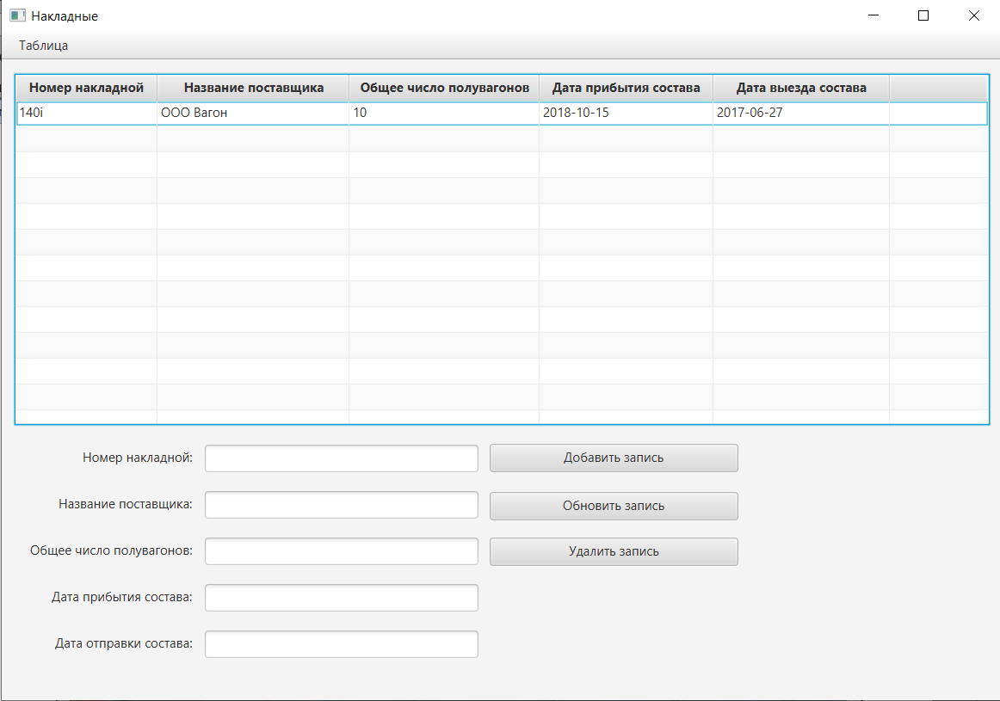 Накладные
Таблица
Номер накладной Название поставщика Общее число полувагонов Дата прибытия состава Дата выезда состава
140i ООО Вагон 10 2018-10-15 2017-06-27
Номер накладной: Добавить запись
Название поставщика: Обновить запись
Общее число полувагонов: Удалить запись
Дата прибытия состава:
Дата отправки состава: